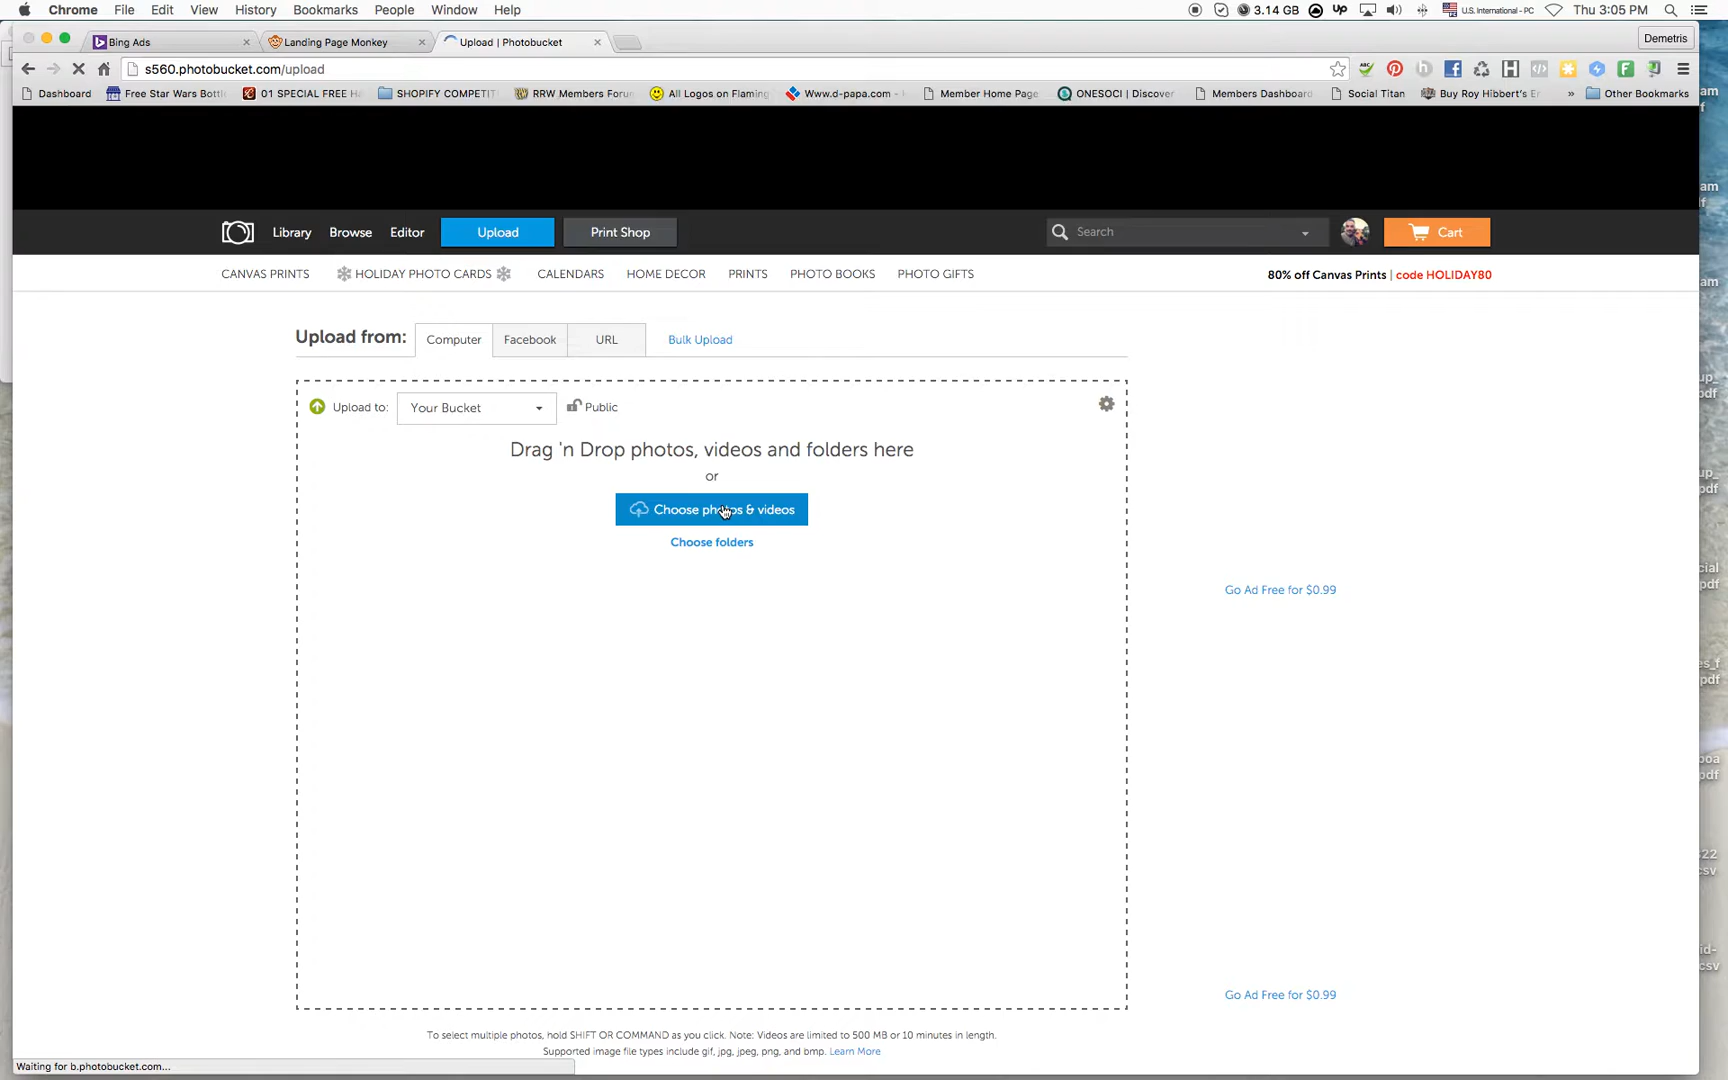 Chrome File Edit View History Bookmarks People Window Help 3.14 GB UP U.S. International - PC Thu 3:05 PM
Bing Ads Landing Page Monkey Upload | Photobucket Demetris
s560.photobucket.com/upload
Dashboard Free Star Wars Bottl 01 SPECIAL FREE Ha SHOPIFY COMPETIT RRW Members Foru All Logos on Flaming Www.d-papa.com - Member Home Page ONESOCI | Discover Members Dashboard Social Titan Buy Roy Hibbert's En » Other Bookmarks
Library Browse Editor Upload Print Shop Search Cart
CANVAS PRINTS HOLIDAY PHOTO CARDS CALENDARS HOME DECOR PRINTS PHOTO BOOKS PHOTO GIFTS 80% off Canvas Prints | code HOLIDAY80
Upload from: Computer Facebook URL Bulk Upload
Upload to: Your Bucket Public
Drag 'n Drop photos, videos and folders here
or
Choose photos & videos
Choose folders
Go Ad Free for $0.99
Go Ad Free for $0.99
To select multiple photos, hold SHIFT OR COMMAND as you click. Note: Videos are limited to 500 MB or 10 minutes in length.
Supported image file types include gif, jpg, jpeg, png, and bmp. Learn More
Waiting for b.photobucket.com...